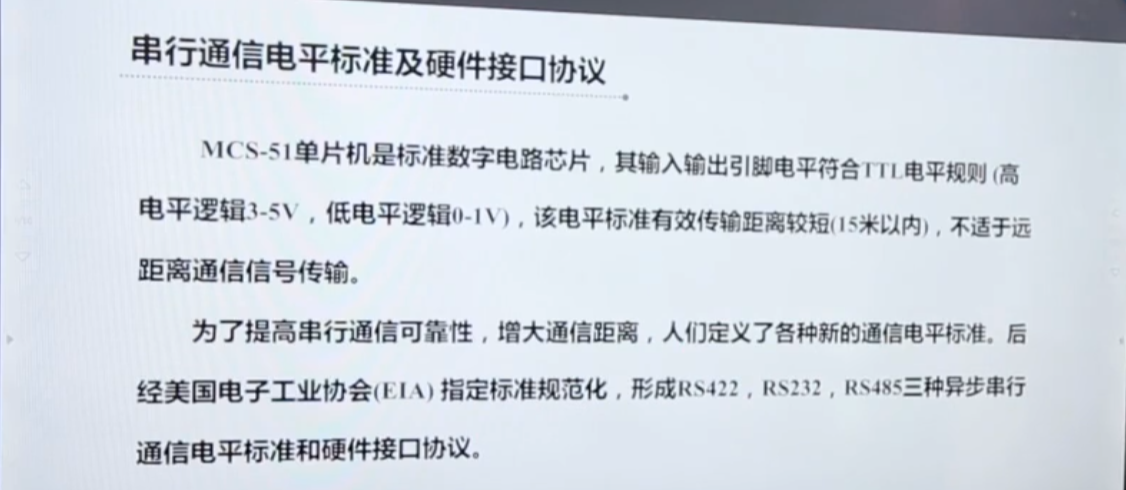 串行通信电平标准及硬件接口协议
MCS-51单片机是标准数字电路芯片，其输入输出引脚电平符合TTL电平规则 (高
电平逻辑3-5V，低电平逻辑0-1V)，该电平标准有效传输距离较短(15米以内)，不适于远
距离通信信号传输。
为了提高串行通信可靠性，增大通信距离，人们定义了各种新的通信电平标准。后
经美国电子工业协会(EIA) 指定标准规范化，形成RS422，RS232，RS485三种异步串行
通信电平标准和硬件接口协议。